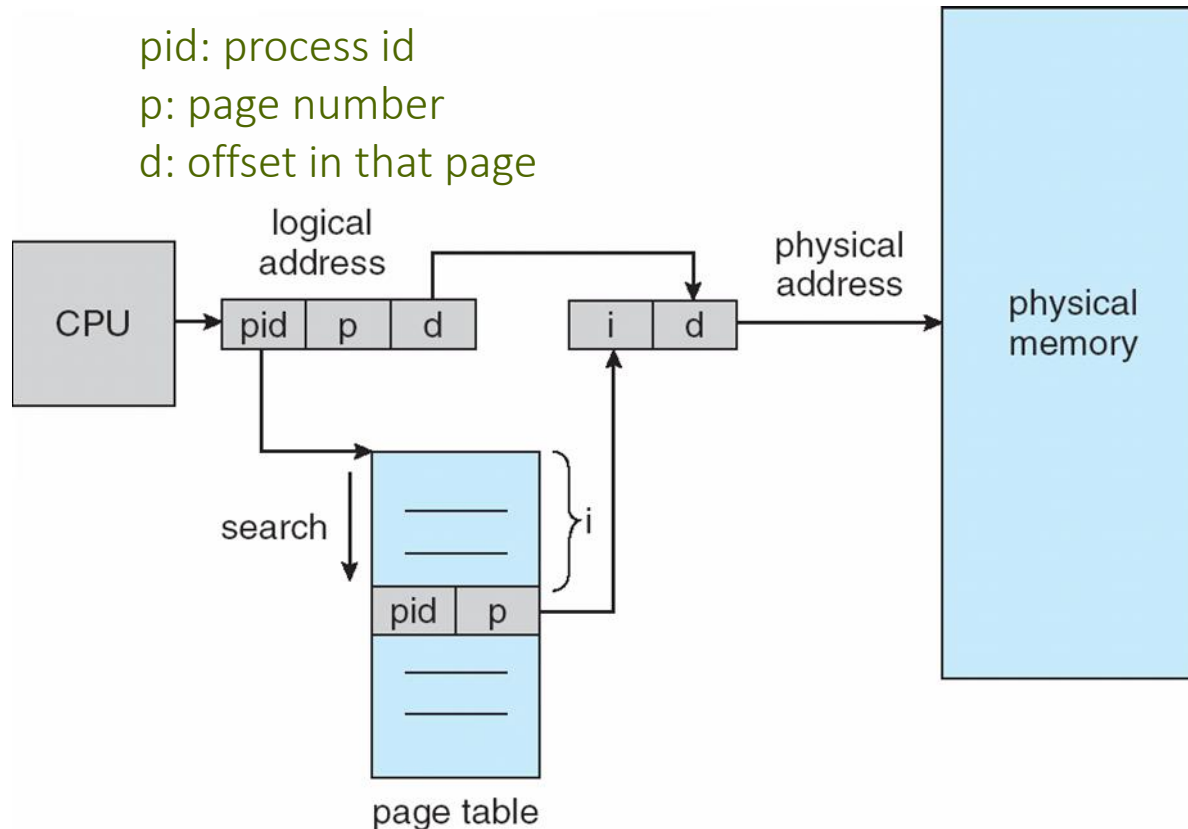 pid: process id
p: page number
d: offset in that page
logical
address
physical
address
CPU
pid
p
d
i
d
physical
memory
search
i
pid
p
page table